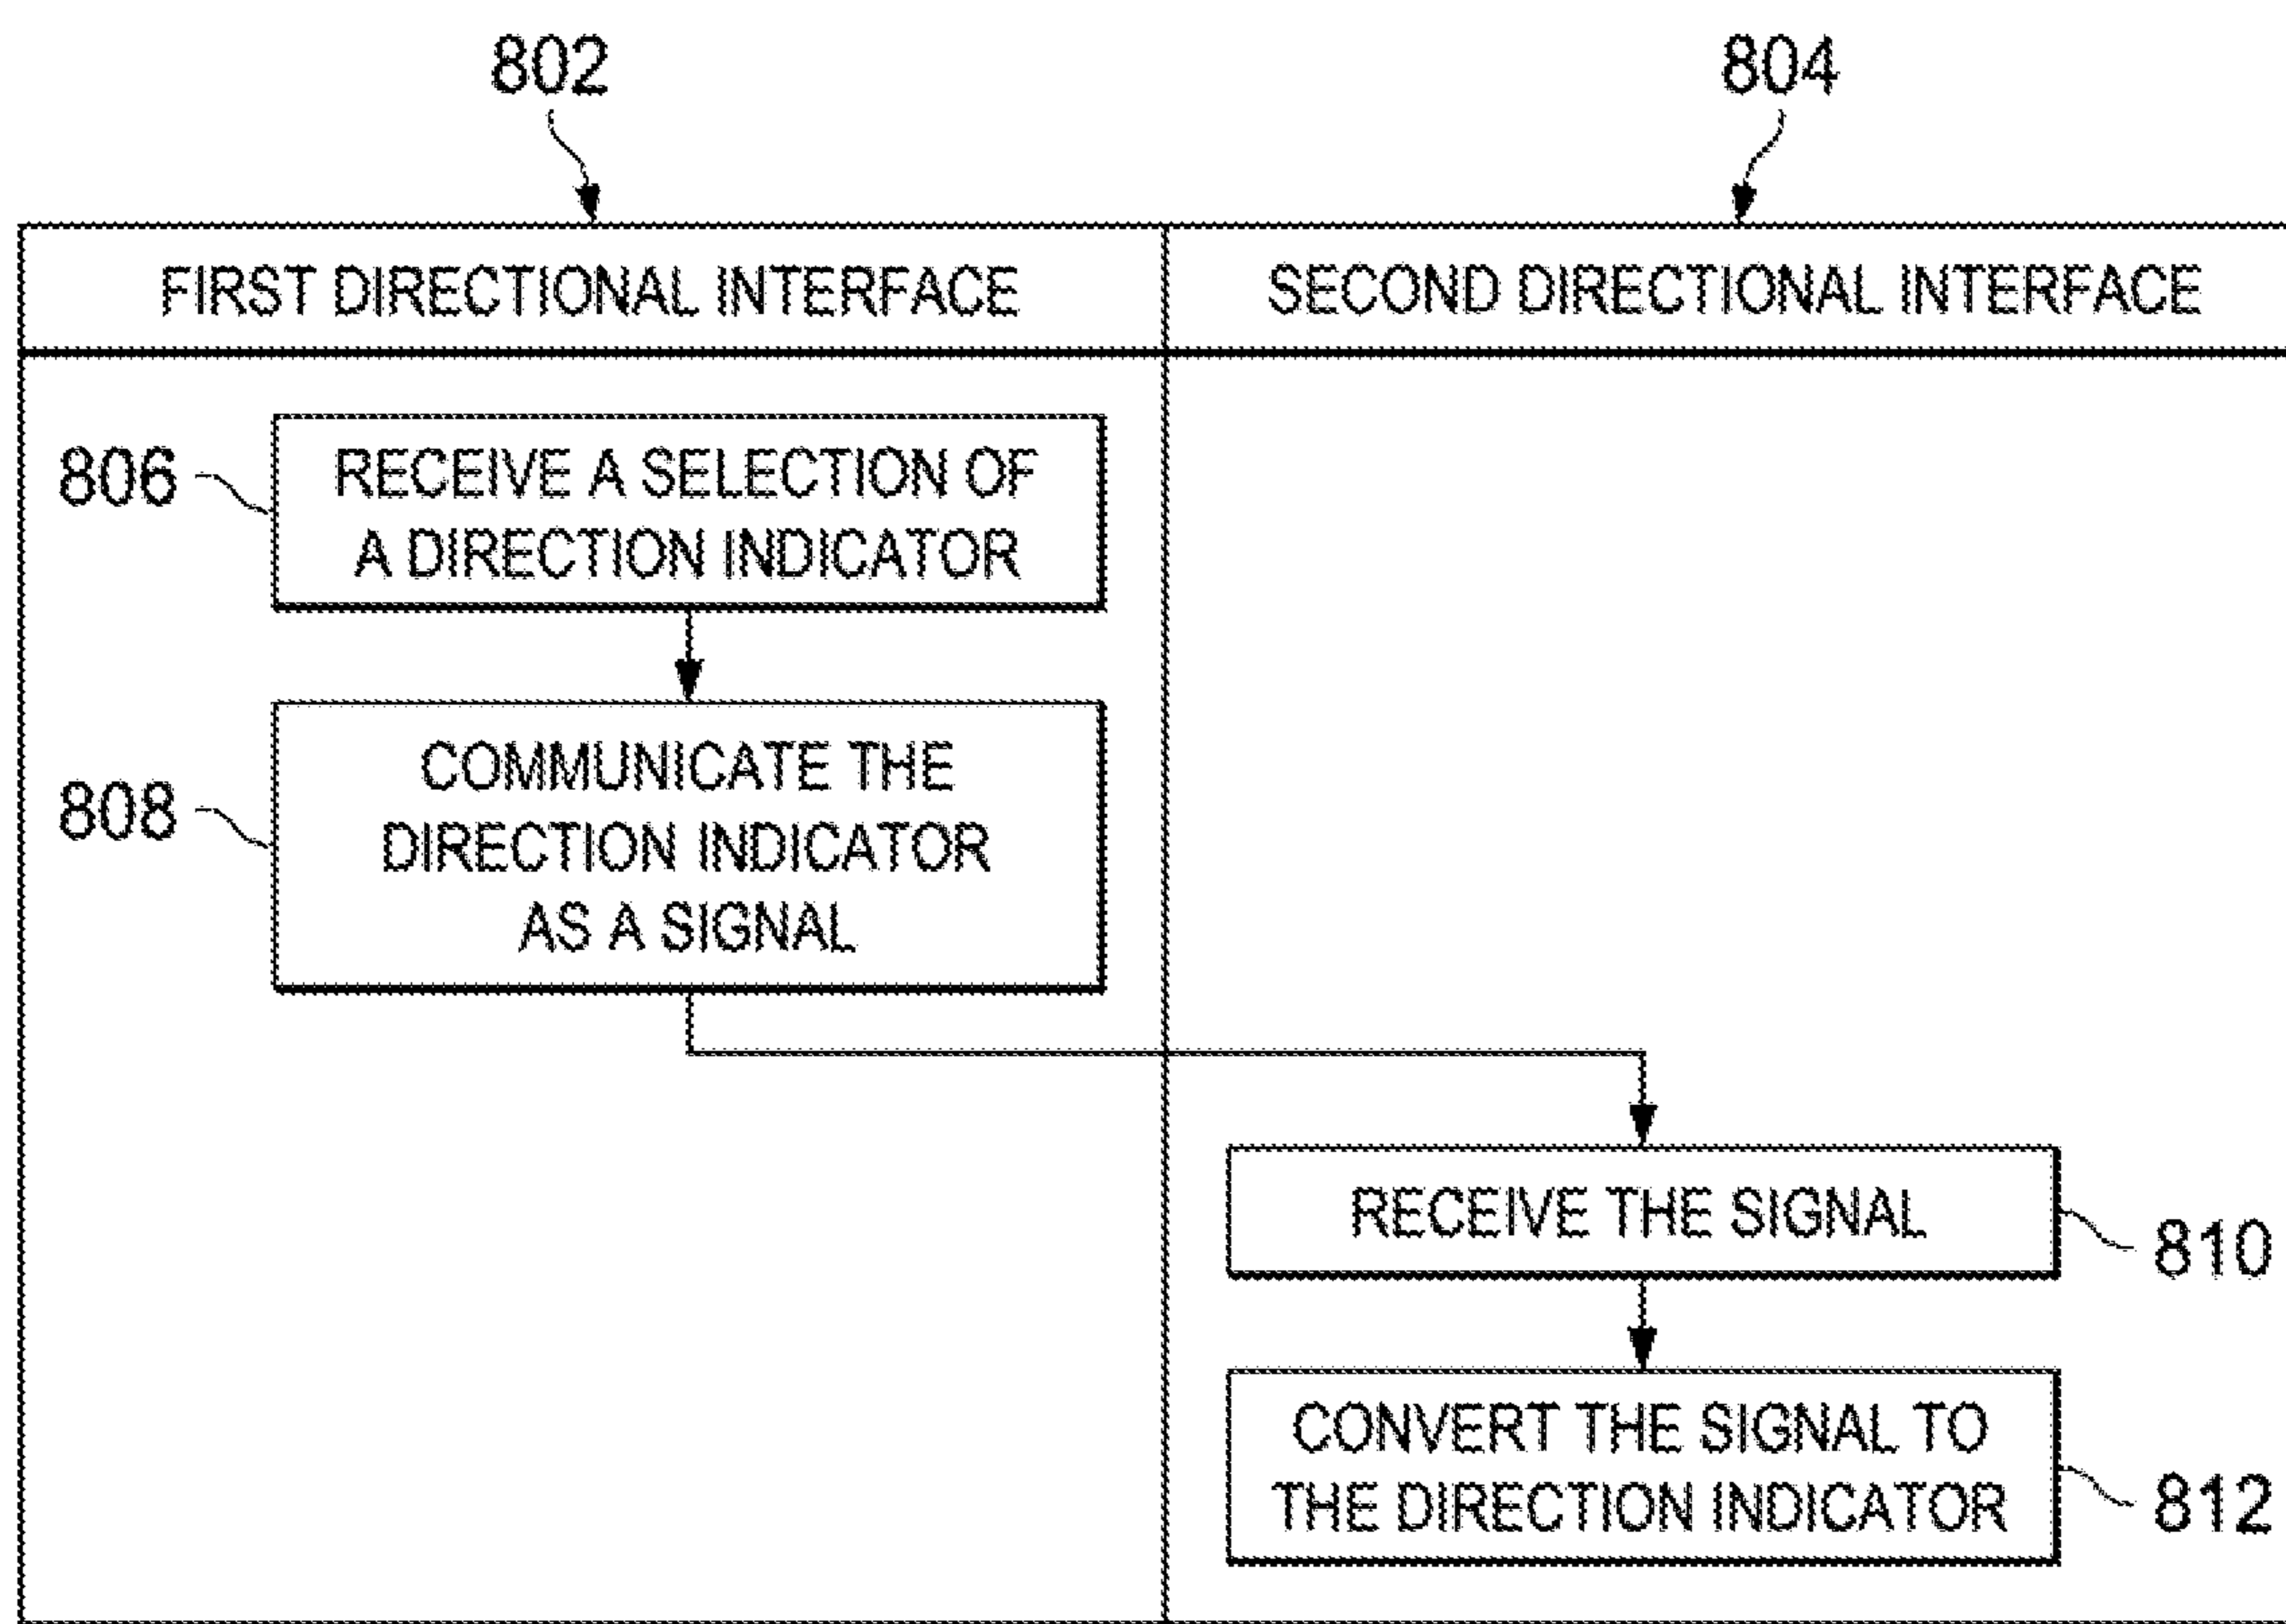 802
804
FIRST DIRECTIONAL INTERFACE
SECOND DIRECTIONAL INTERFACE
806
RECEIVE A SELECTION OF
A DIRECTION INDICATOR
808
COMMUNICATE THE
DIRECTION INDICATOR
AS A SIGNAL
RECEIVE THE SIGNAL
810
CONVERT THE SIGNAL TO
THE DIRECTION INDICATOR
812